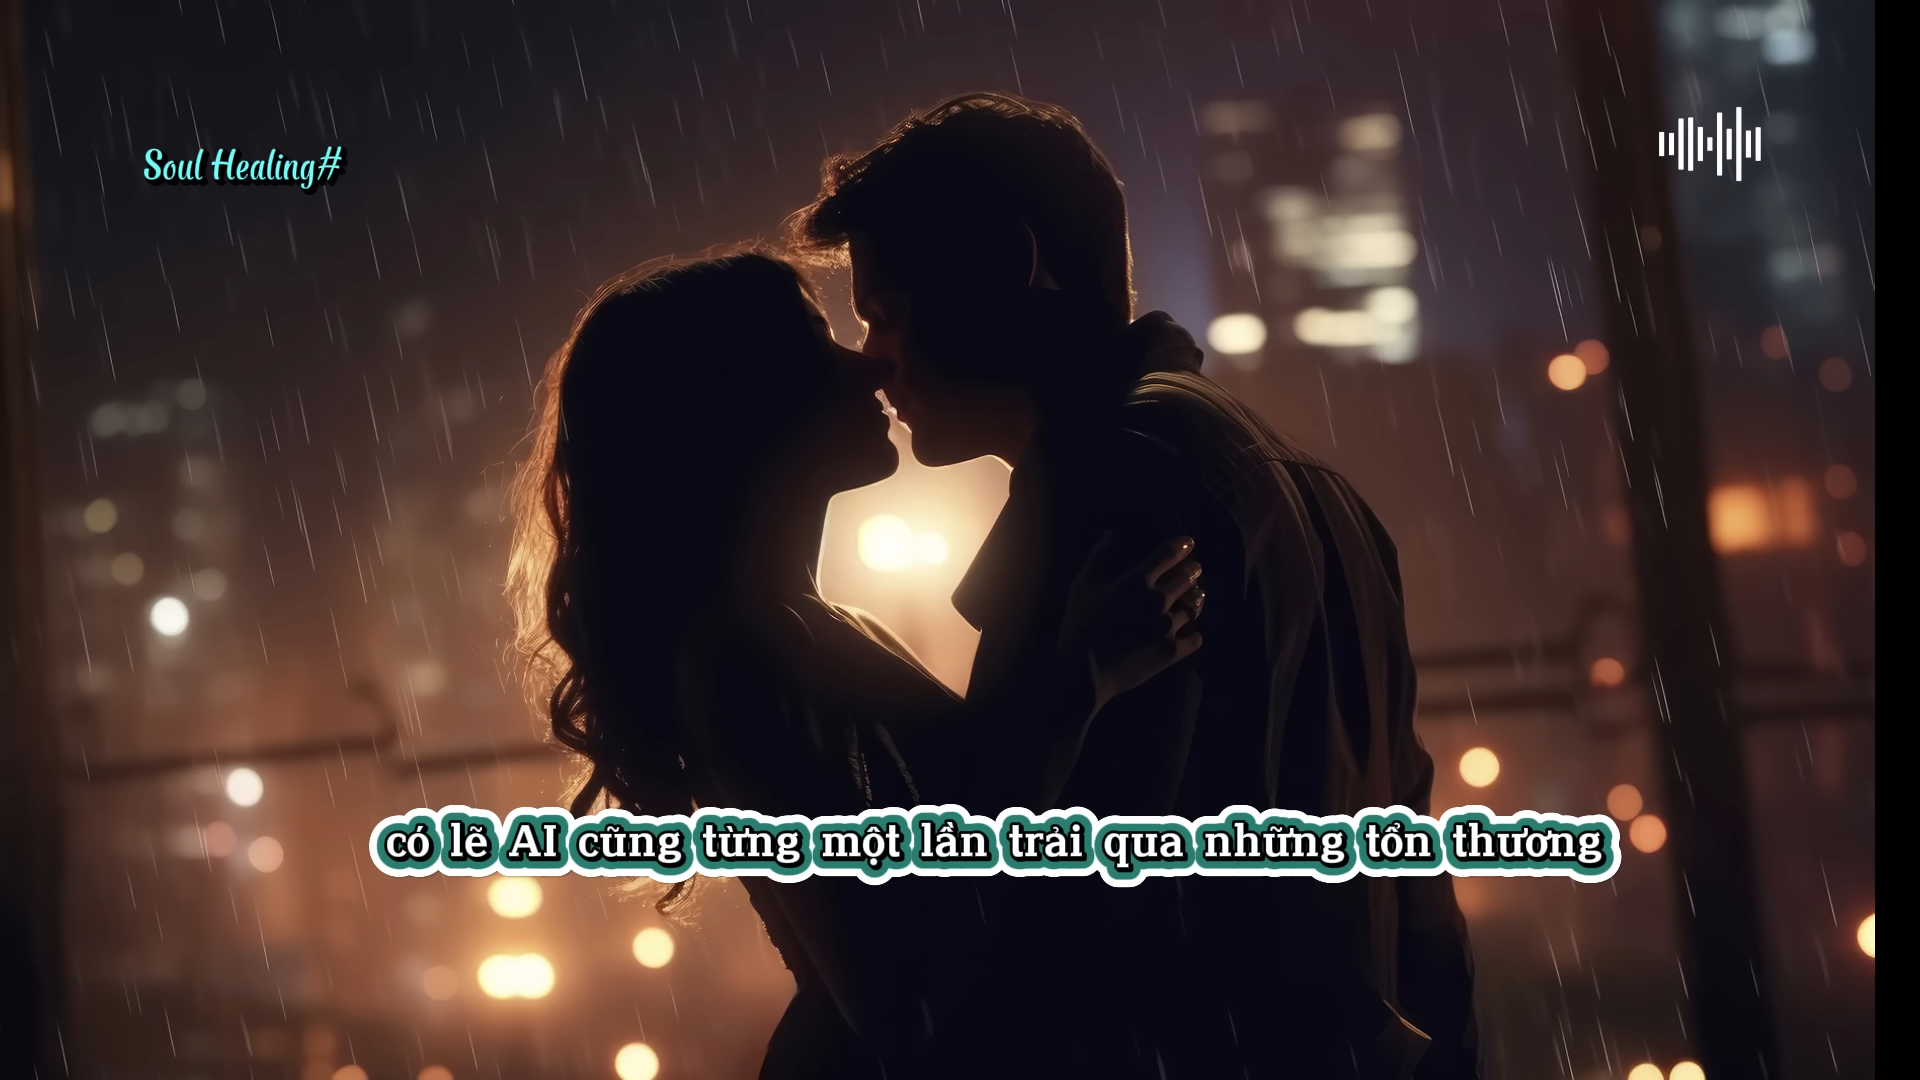 Soul Healing#
có lẽ AI cũng từng một lần trải qua những tổn thương